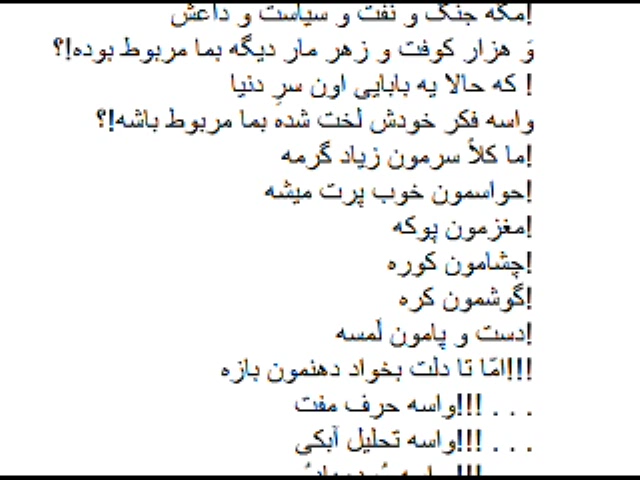 مگه جنگ و نفت و سیاست و داعش!
وَ هزار کوفت و زهر مار دیگه بما مربوط بوده!؟
که حالا یه بابایی اون سرِ دنیا !
واسه فکر خودش لخت شده بما مربوط باشه!؟
ما کلاً سرمون زیاد گرمه!
حواسمون خوب پرت میشه!
مغزمون پوکه!
چشامون کوره!
گوشمون کره!
دست و پامون لَمسه!
امّا تا دلت بخواد دهنمون بازه!!!
واسه حرف مفت!!! . . .
واسه تحلیل آبکی!!! . . .